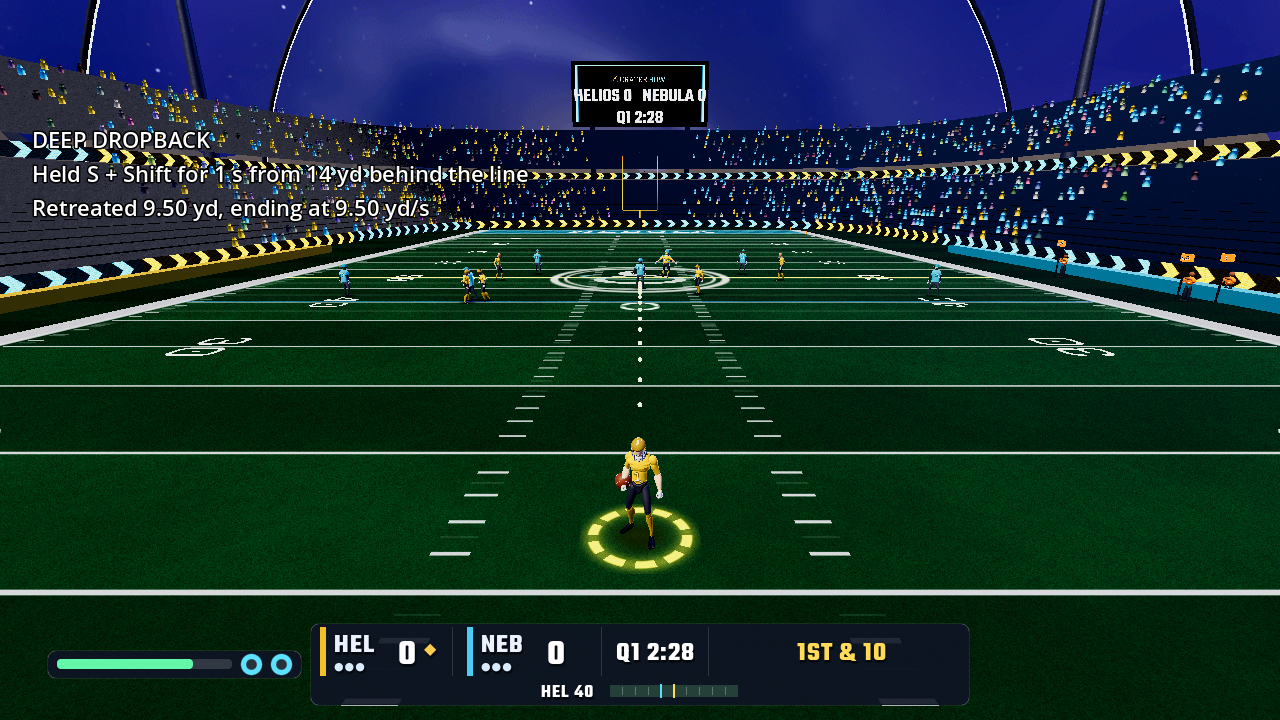 HELIOS 0 NEBULA 0
Q1 2:28
DEEP DROPBACK
Held S + Shift for 1 s from 14 yd behind the line
Retreated 9.50 yd, ending at 9.50 yd/s
HEL 0
NEB 0
Q1 2:28
1ST & 10
HEL 40